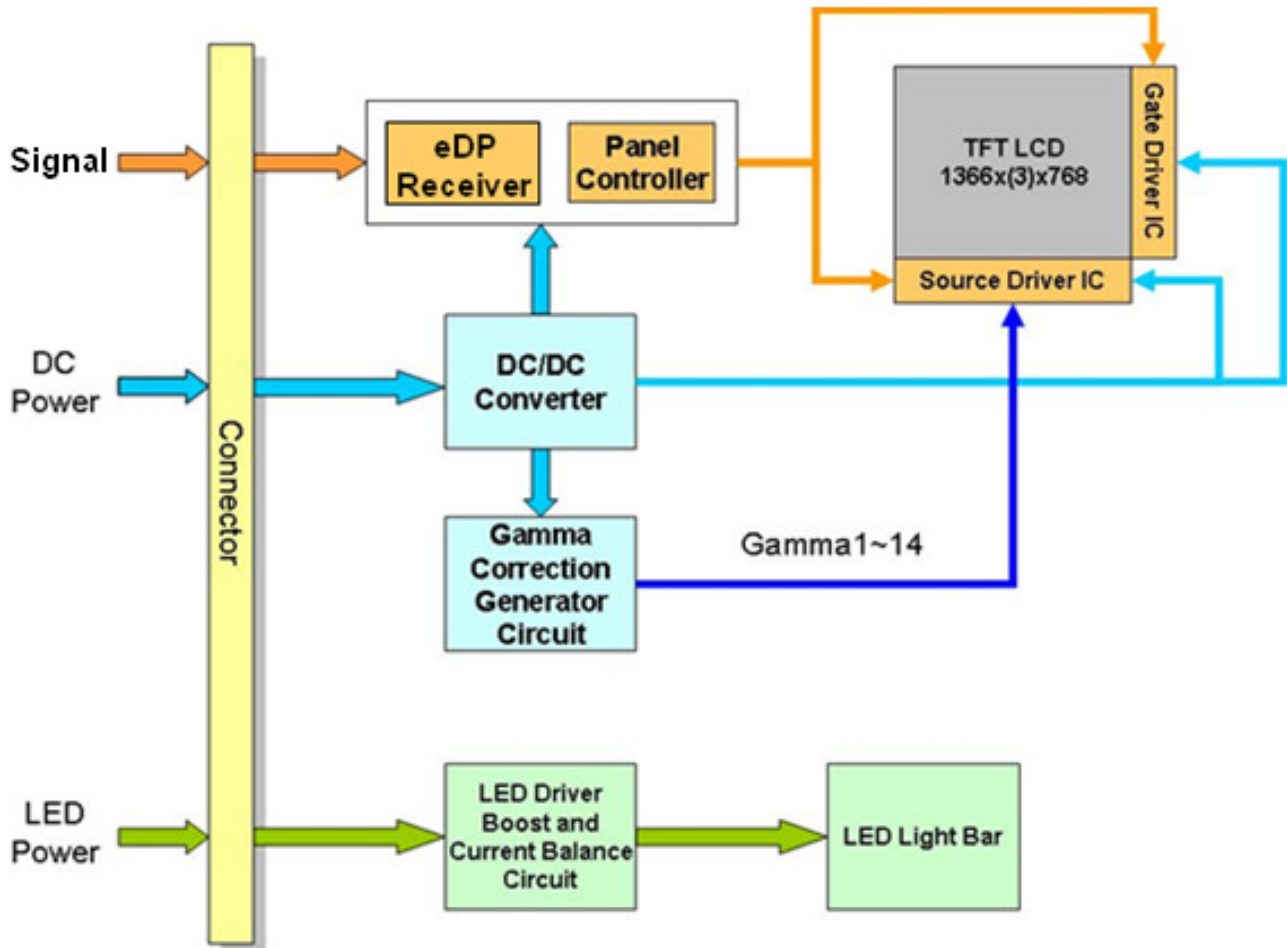 Signal
eDP
Receiver
Panel
Controller
TFT LCD
1366x(3)x768
Gate Driver IC
Source Driver IC
DC
Power
Connector
DC/DC
Converter
Gamma
Correction
Generator
Circuit
Gamma1~14
LED
Power
LED Driver
Boost and
Current Balance
Circuit
LED Light Bar